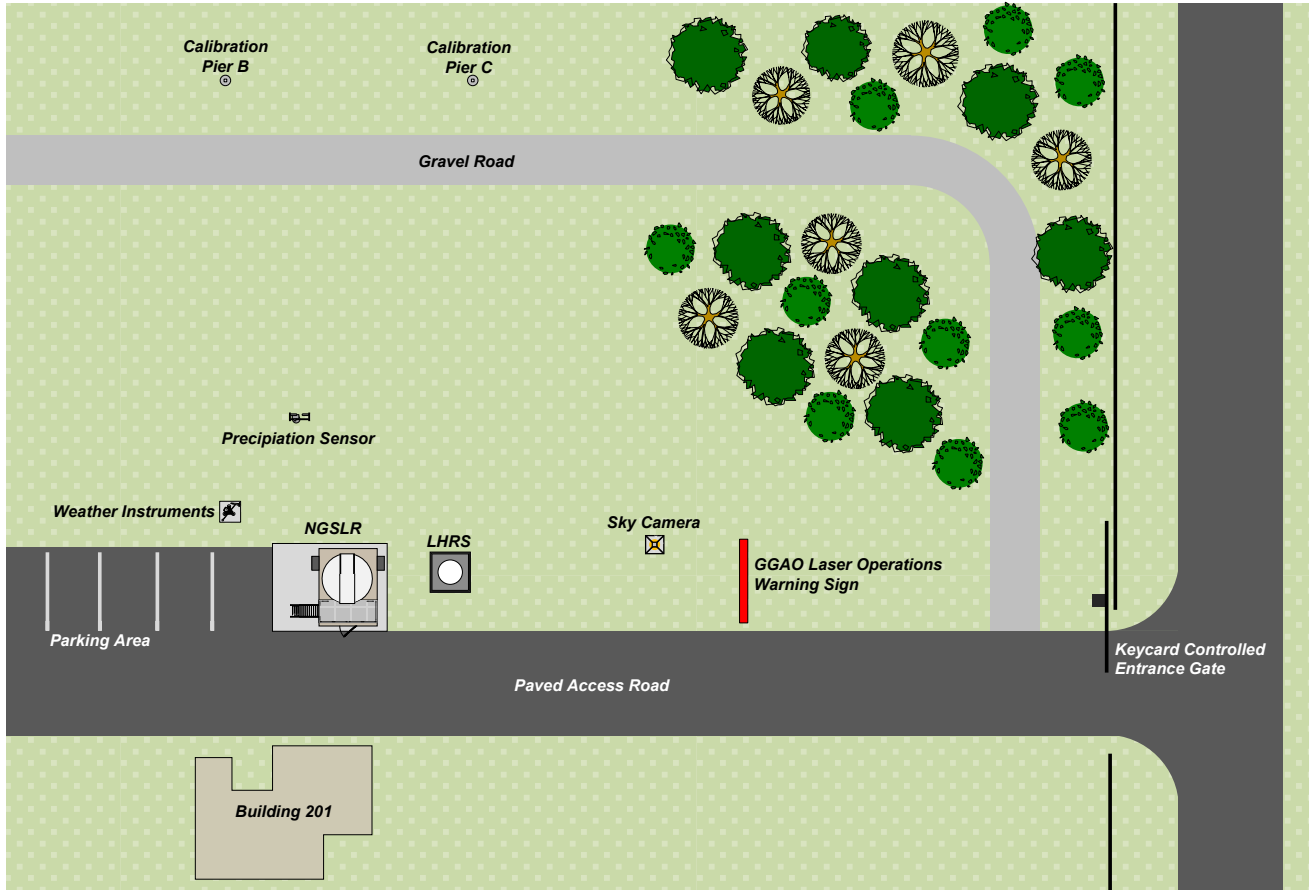 Calibration
Pier B
Calibration
Pier C
Gravel Road
Precipiation Sensor
Weather Instruments
NGSLR
LHRS
Sky Camera
GGAO Laser Operations
Warning Sign
Parking Area
Keycard Controlled
Entrance Gate
Paved Access Road
Building 201